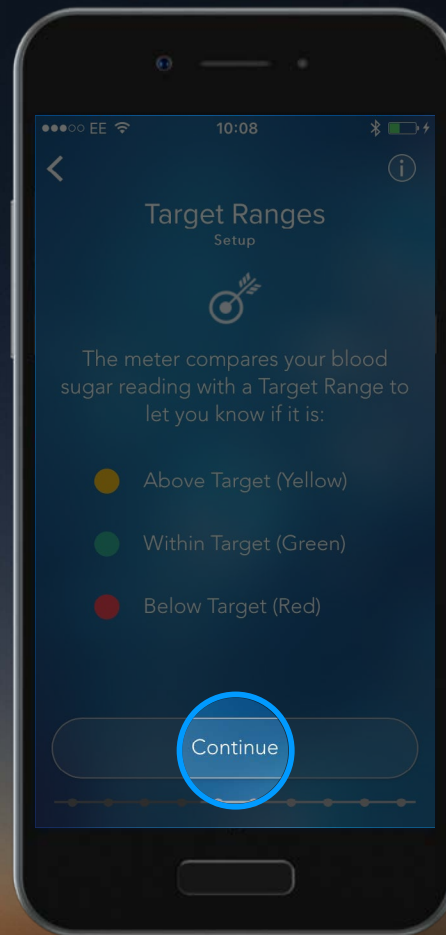 EE
10:08
Target Ranges
Setup
The meter compares your blood
sugar reading with a Target Range to
let you know if it is:
Above Target (Yellow)
Within Target (Green)
Below Target (Red)
Continue